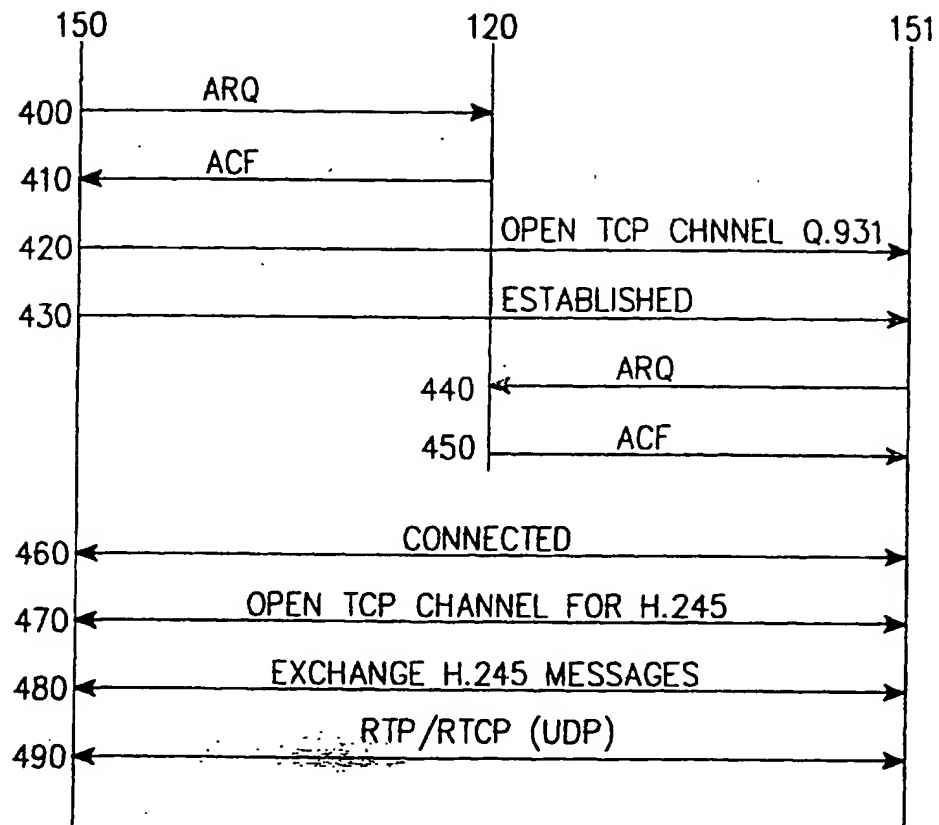 150 120 151
ARQ
400
ACF
410
OPEN TCP CHNNEL Q.931
420
ESTABLISHED
430
ARQ
440
ACF
450
CONNECTED
460
OPEN TCP CHANNEL FOR H.245
470
EXCHANGE H.245 MESSAGES
480
RTP/RTCP (UDP)
490